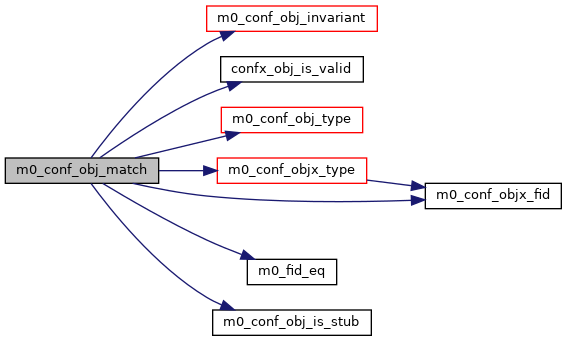 m0_conf_obj_invariant
confx_obj_is_valid
m0_conf_obj_type
m0_conf_obj_match
m0_conf_objx_type
m0_conf_objx_fid
m0_fid_eq
m0_conf_obj_is_stub